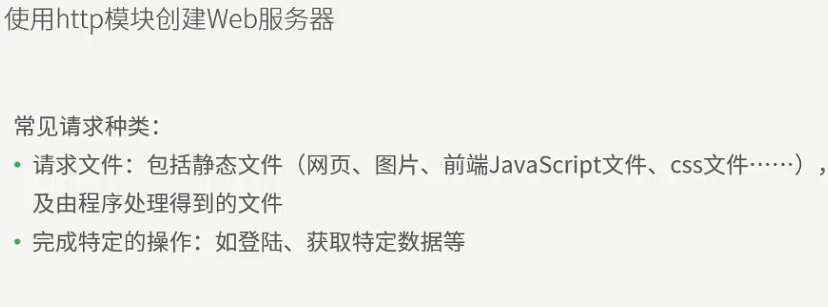 使用http模块创建Web服务器
常见请求种类：
• 请求文件：包括静态文件（网页、图片、前端JavaScript文件、css文件……），
及由程序处理得到的文件
• 完成特定的操作：如登陆、获取特定数据等